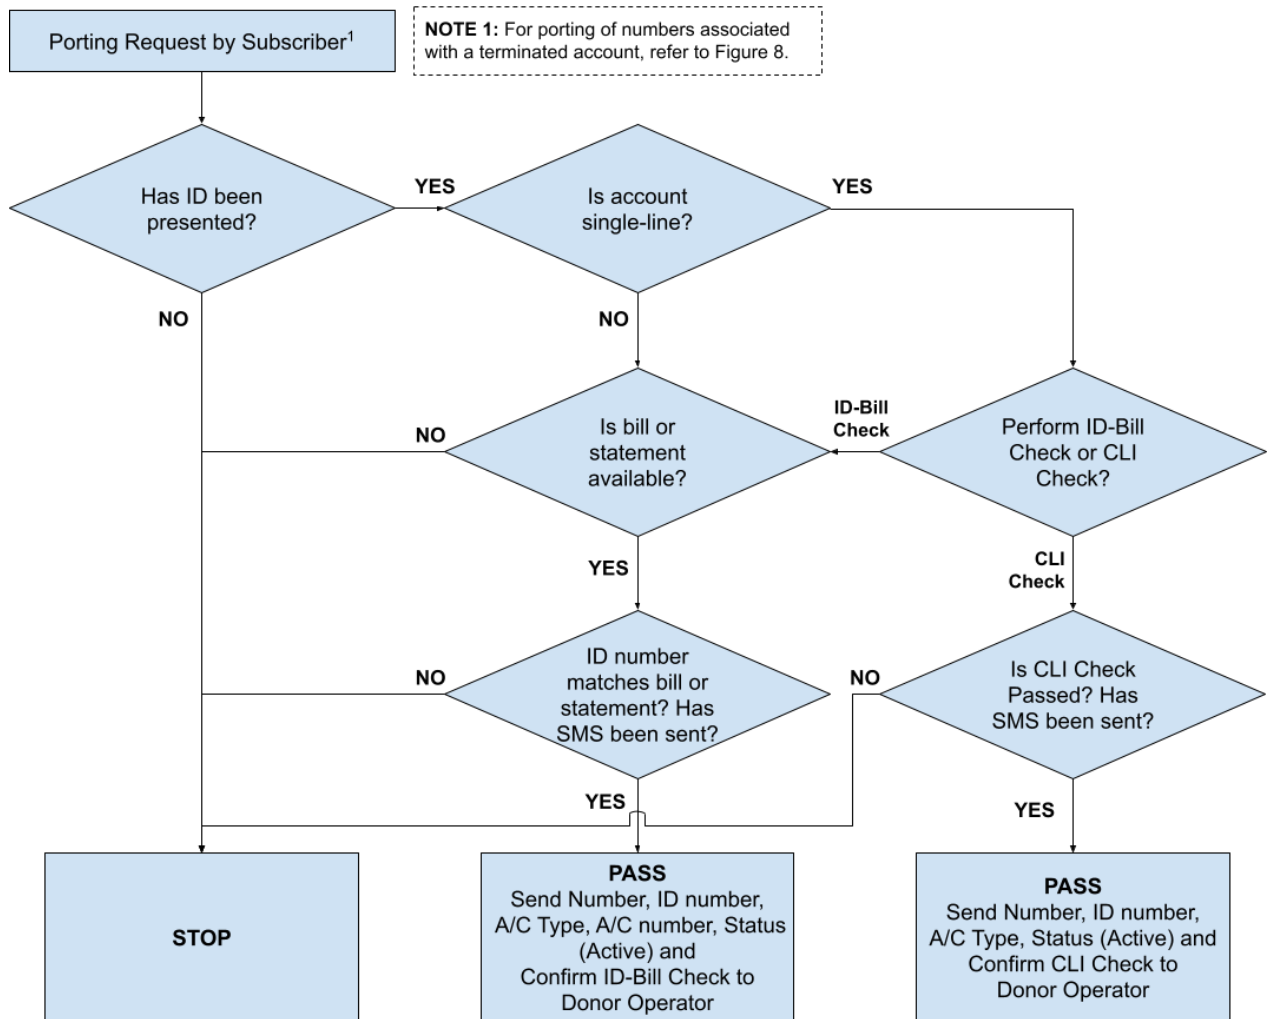 Porting Request by Subscriber1
NOTE 1: For porting of numbers associated
with a terminated account, refer to Figure 8.
Has ID been
presented?
YES
Is account
single-line?
YES
NO
NO
Is bill or
statement
available?
NO
ID-Bill
Check
Perform ID-Bill
Check or CLI
Check?
YES
CLI
Check
ID number
matches bill or
statement? Has
SMS been sent?
NO
NO
Is CLI Check
Passed? Has
SMS been sent?
YES
YES
STOP
PASS
Send Number, ID number,
A/C Type, A/C number, Status
(Active) and
Confirm ID-Bill Check to
Donor Operator
PASS
Send Number, ID number,
A/C Type, Status (Active) and
Confirm CLI Check to
Donor Operator